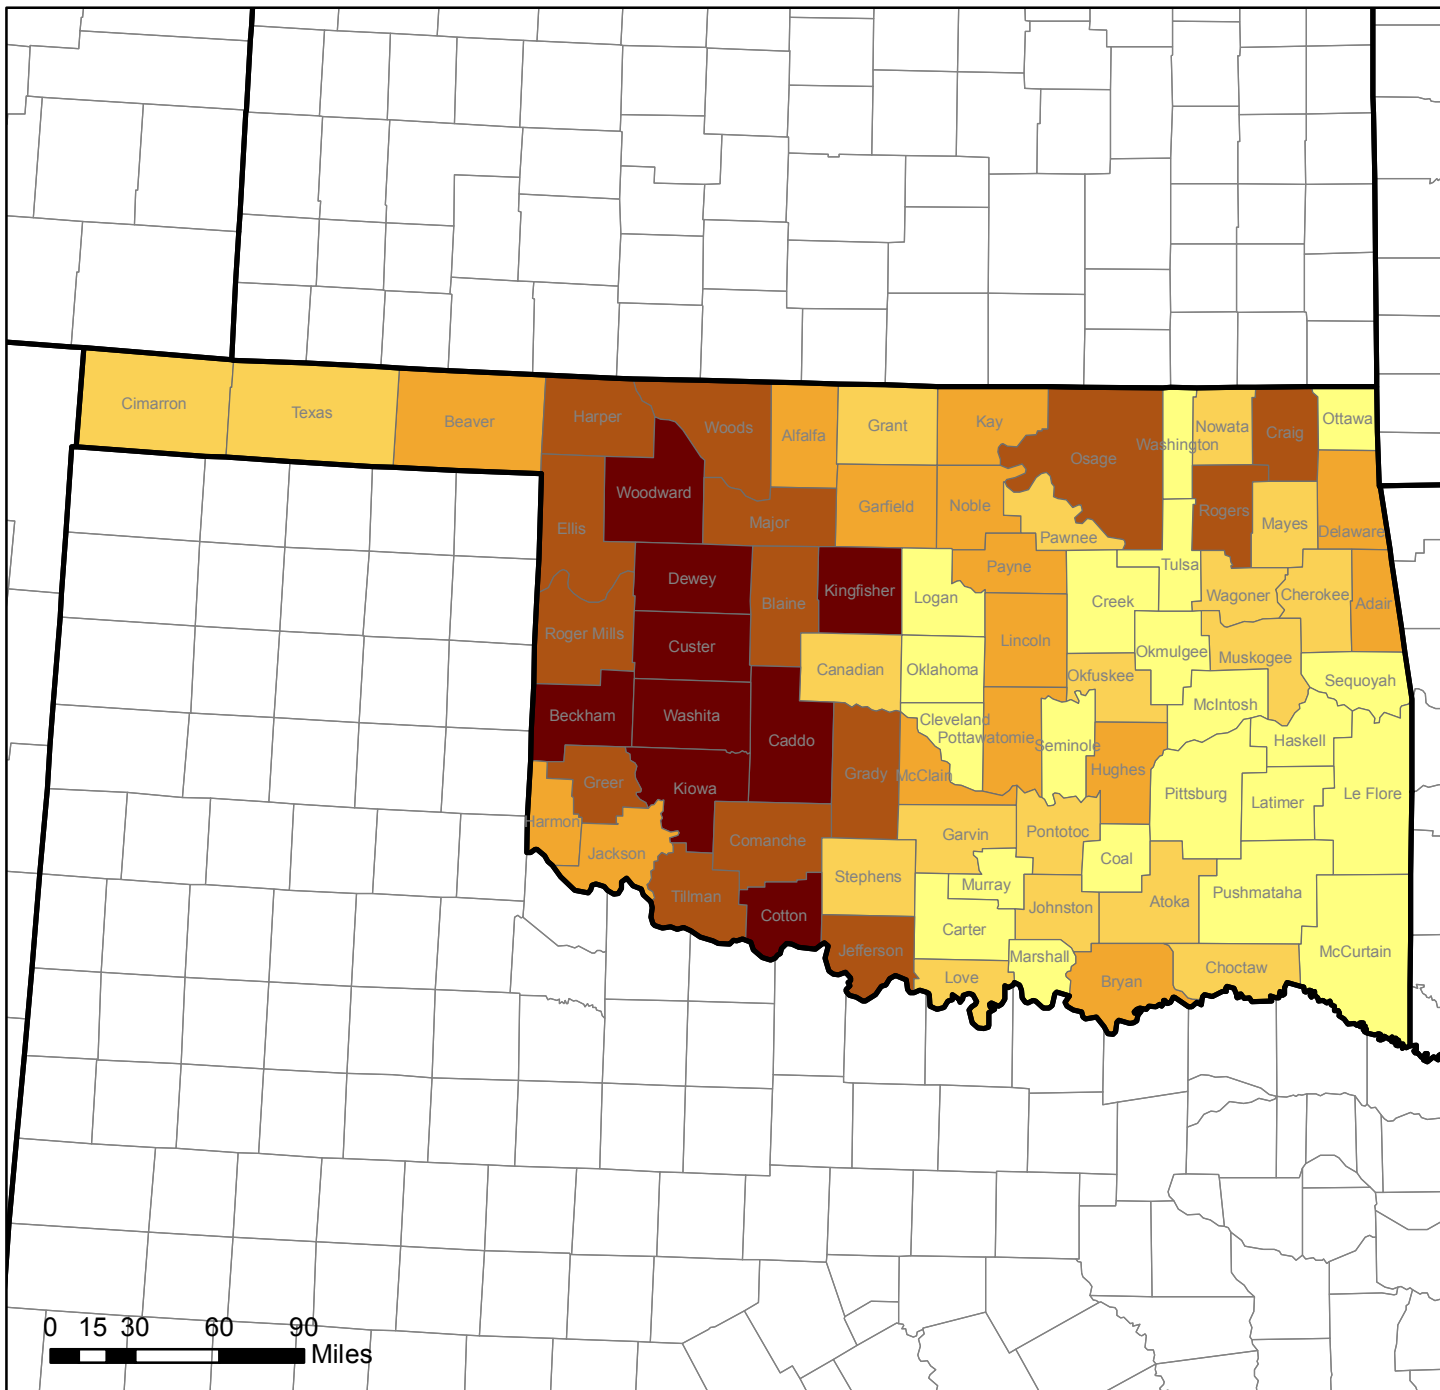 Cimarron
Texas
Beaver
Harper
Woods
Alfalfa
Grant
Kay
Osage
Washington
Nowata
Craig
Ottawa
Woodward
Ellis
Major
Garfield
Noble
Pawnee
Rogers
Mayes
Delaware
Dewey
Blaine
Kingfisher
Logan
Payne
Creek
Tulsa
Wagoner
Cherokee
Adair
Roger Mills
Custer
Canadian
Oklahoma
Lincoln
Okfuskee
Okmulgee
Muskogee
Sequoyah
Beckham
Washita
Caddo
Cleveland
Pottawatomie
Seminole
McIntosh
Haskell
Greer
Kiowa
Grady
McClain
Hughes
Pittsburg
Latimer
Le Flore
Harmon
Jackson
Comanche
Garvin
Pontotoc
Coal
Tillman
Cotton
Stephens
Murray
Johnston
Atoka
Pushmataha
Jefferson
Carter
Marshall
Love
Bryan
Choctaw
McCurtain
0 15 30 60 90
Miles